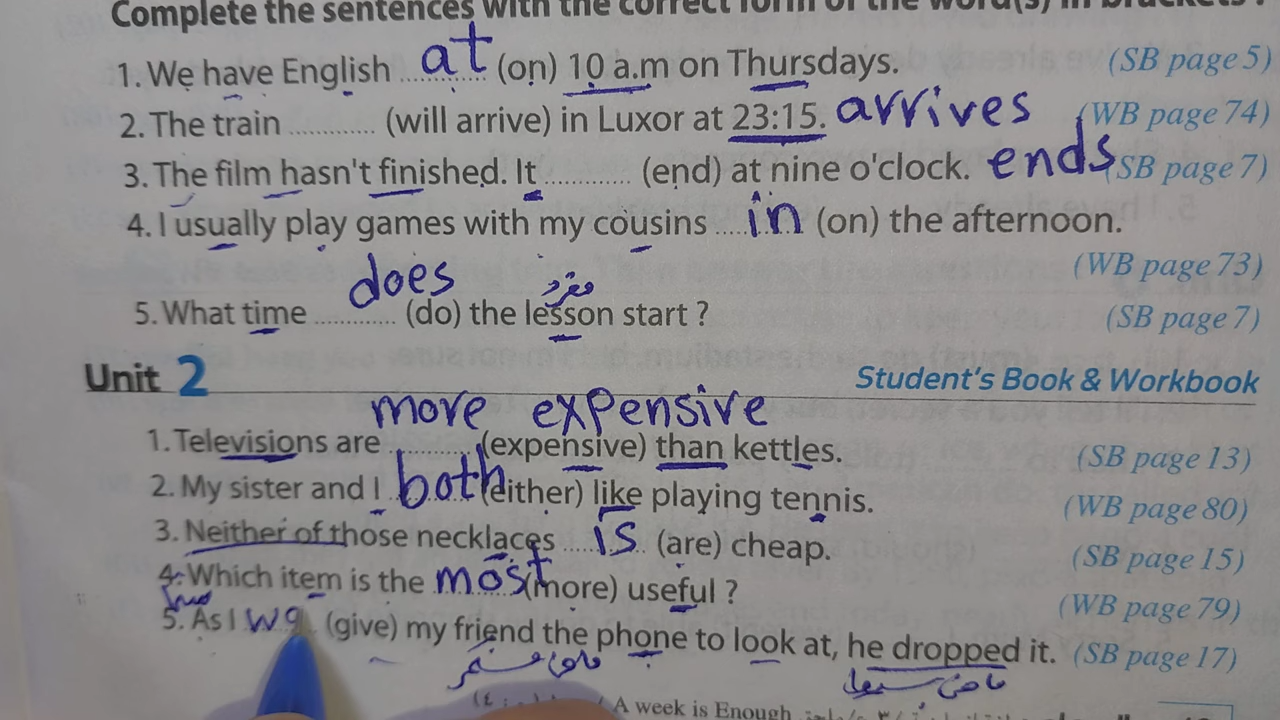 Complete the sentences with the correct form of the word(s) in brackets :
1. We have English at (on) 10 a.m on Thursdays. (SB page 5)
2. The train ............ (will arrive) in Luxor at 23:15. arrives (WB page 74)
3. The film hasn't finished. It ............ (end) at nine o'clock. ends (SB page 7)
4. I usually play games with my cousins in (on) the afternoon.
(WB page 73)
does مفرد
5. What time ............ (do) the lesson start ? (SB page 7)
Unit 2 Student's Book & Workbook
more expensive
1. Televisions are ............ (expensive) than kettles. (SB page 13)
2. My sister and I both (either) like playing tennis. (WB page 80)
3. Neither of those necklaces is (are) cheap. (SB page 15)
4. Which item is the most (more) useful ? (WB page 79)
5. As I wa (give) my friend the phone to look at, he dropped it. (SB page 17)
ماضى مستمر ماضى بسيط
A week is Enough